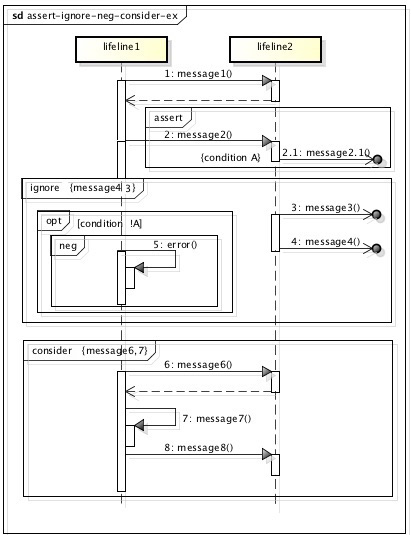 sd assert-ignore-neg-consider-ex
lifeline1
lifeline2
1: message1()
assert
2: message2()
{condition A}
2.1: message2.1()
ignore {message4 3}
3: message3()
opt
[condition !A]
4: message4()
neg
5: error()
consider {message6,7}
6: message6()
7: message7()
8: message8()